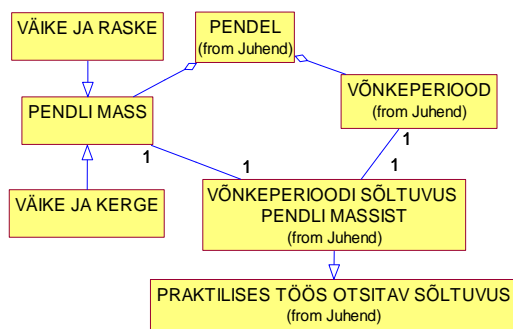 VÄIKE JA RASKE
PENDEL
(from Juhend)
PENDLI MASS
VÕNKEPERIOOD
(from Juhend)
1
1
1
1
VÄIKE JA KERGE
VÕNKEPERIOODI SÕLTUVUS
PENDLI MASSIST
(from Juhend)
PRAKTILISES TÖÖS OTSITAV SÕLTUVUS
(from Juhend)